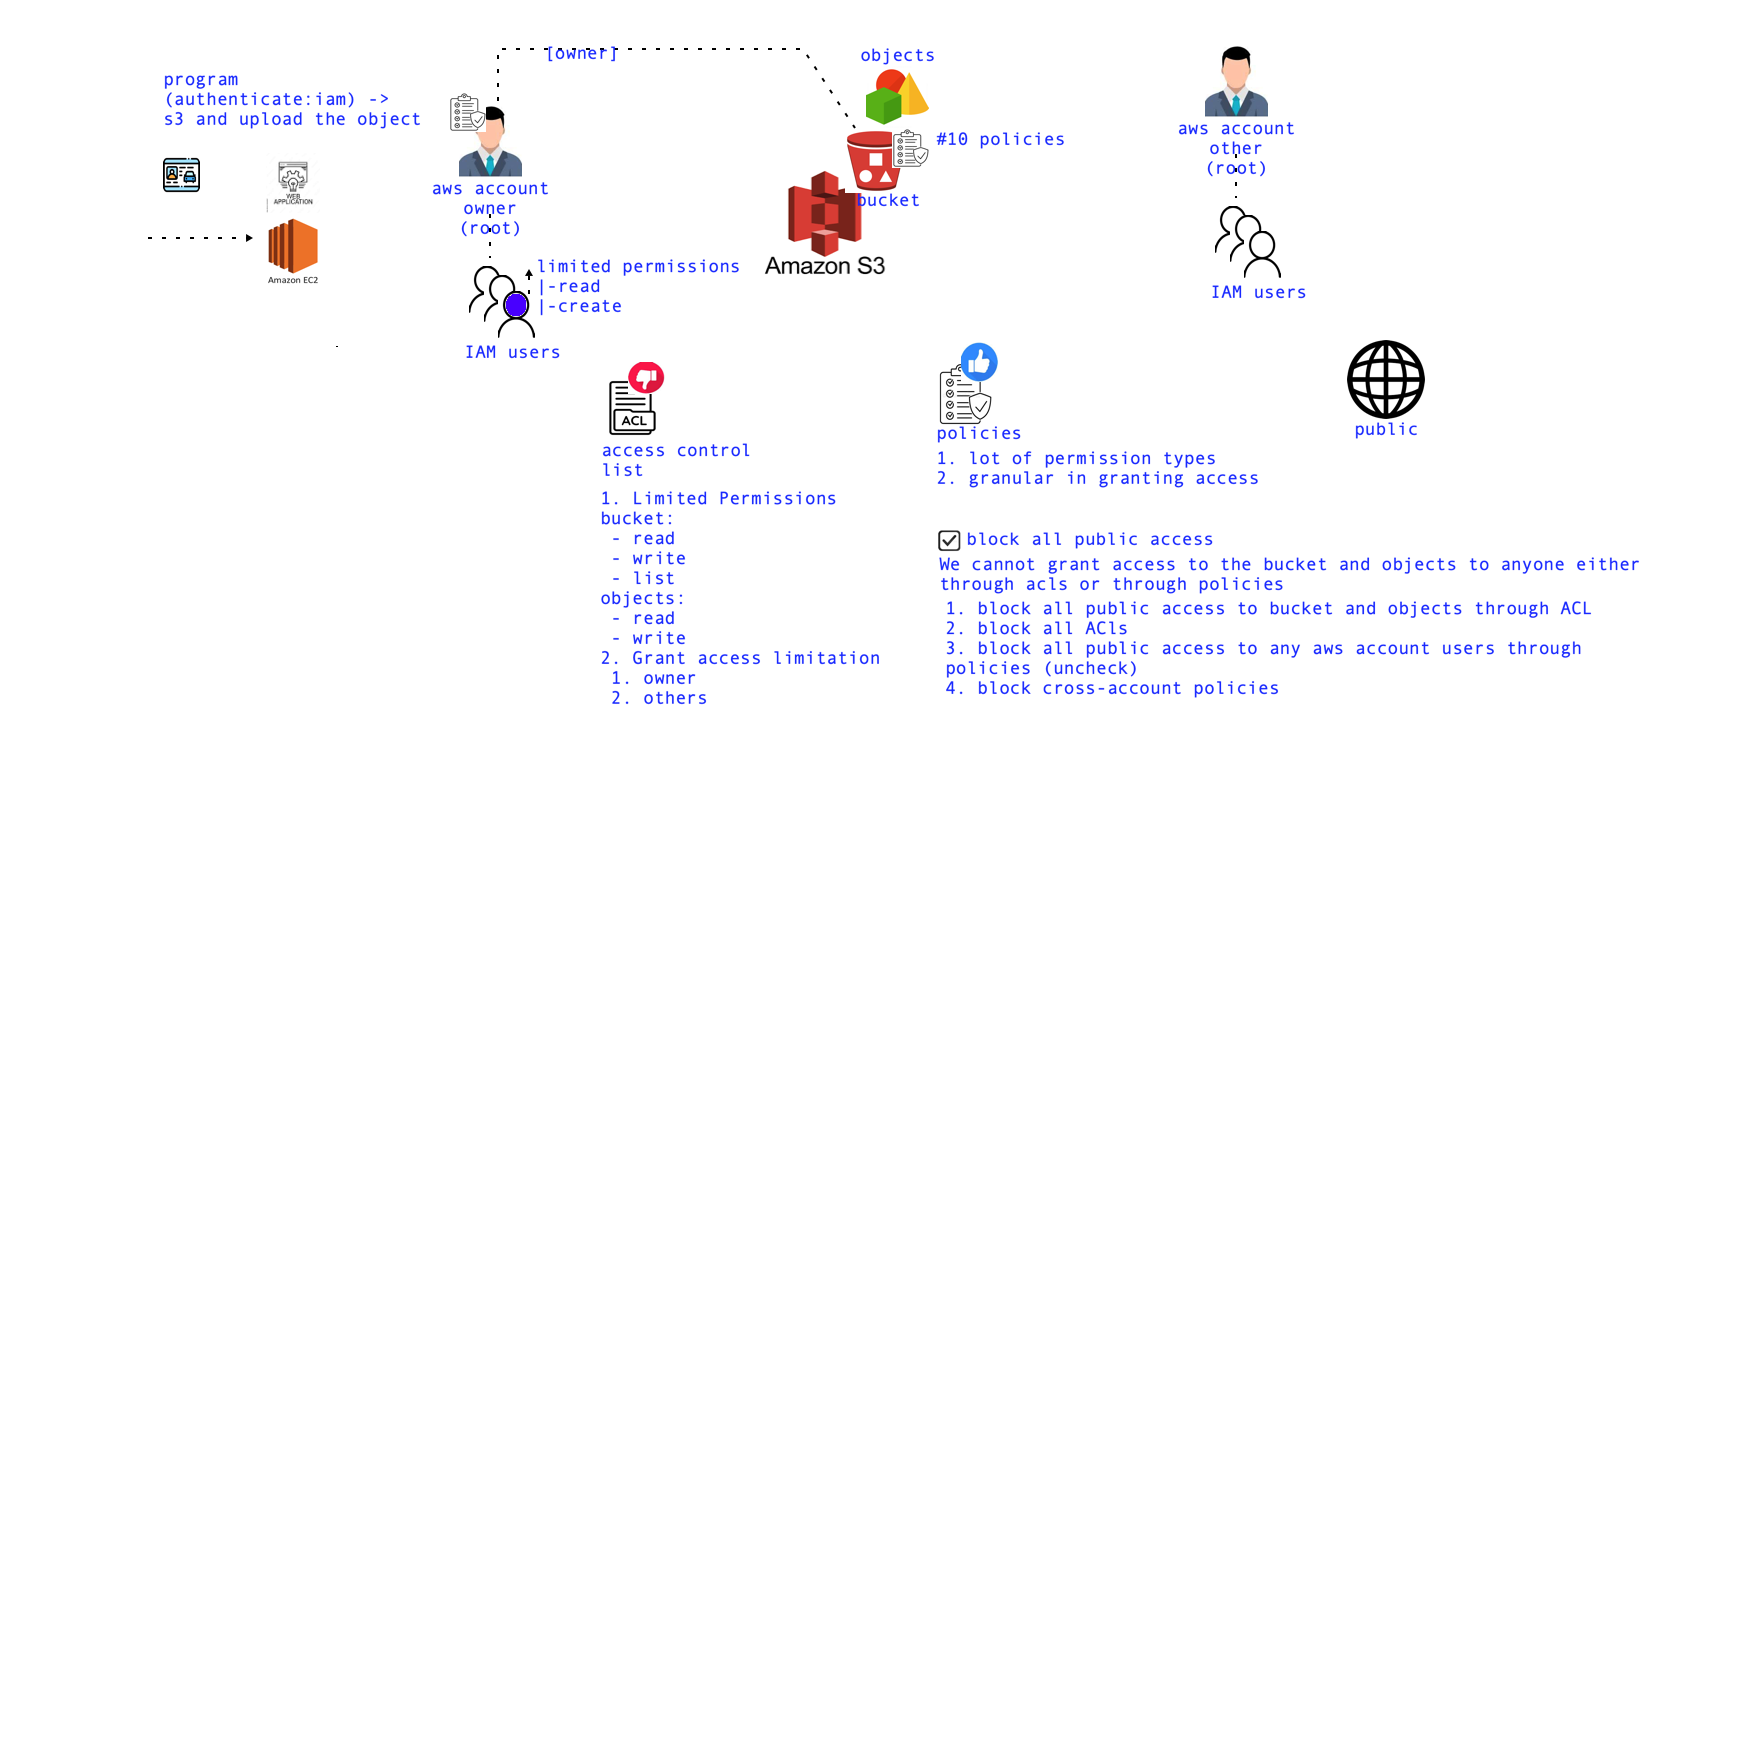 program
(authenticate:iam) ->
s3 and upload the object
WEB
APPLICATION
Amazon EC2
[owner]
aws account
owner
(root)
limited permissions
|-read
|-create
IAM users
objects
#10 policies
bucket
Amazon S3
aws account
other
(root)
IAM users
ACL
access control
list
1. Limited Permissions
bucket:
- read
- write
- list
objects:
- read
- write
2. Grant access limitation
1. owner
2. others
policies
1. lot of permission types
2. granular in granting access
public
block all public access
We cannot grant access to the bucket and objects to anyone either
through acls or through policies
1. block all public access to bucket and objects through ACL
2. block all ACls
3. block all public access to any aws account users through
policies (uncheck)
4. block cross-account policies